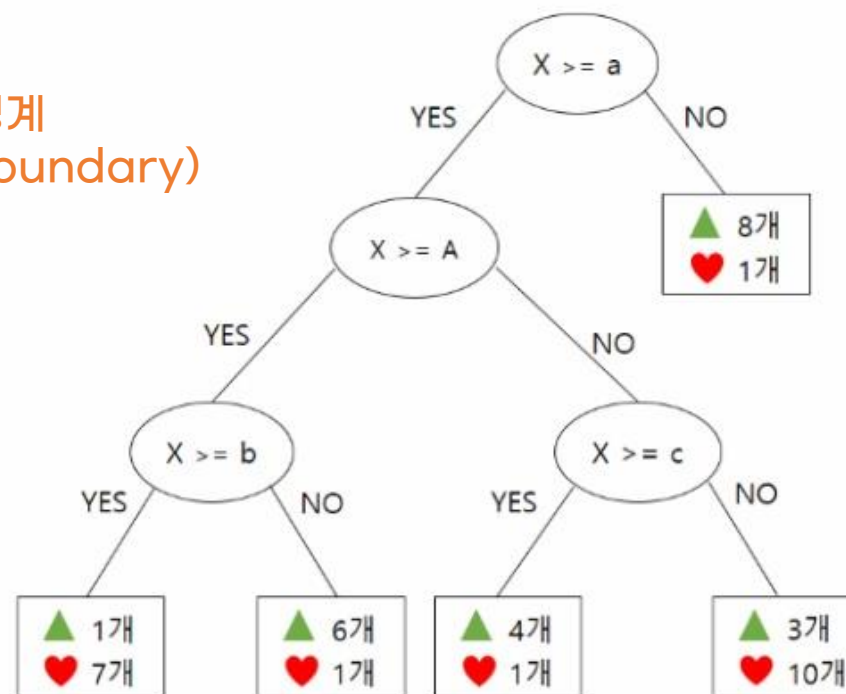 oundary)
X >= a
YES
NO
8개
1개
X >= A
YES
NO
X >= b
X >= c
YES
NO
YES
NO
1개
7개
6개
1개
4개
1개
3개
10개